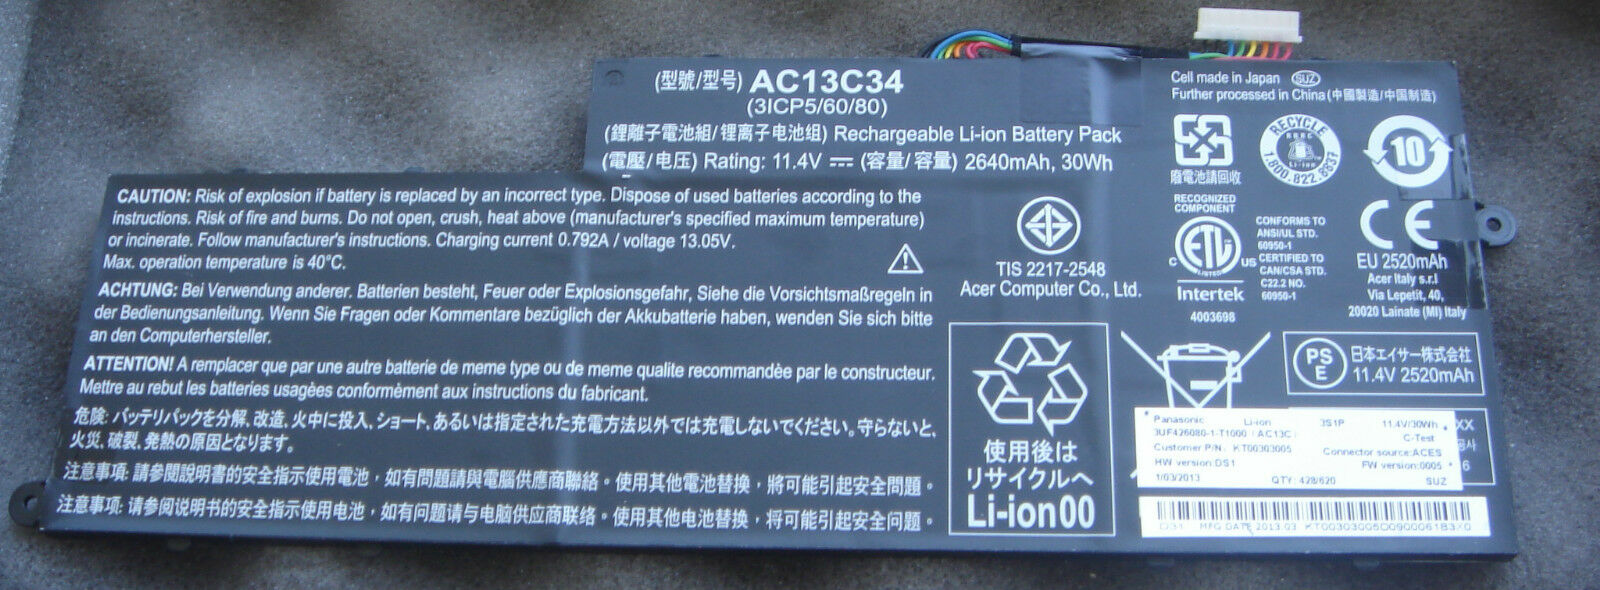 (型號/型号) AC13C34
(3ICP5/60/80)
(鋰離子電池組/锂离子电池组) Rechargeable Li-ion Battery Pack
(電壓/电压) Rating: 11.4V (容量/容量) 2640mAh, 30Wh
Cell made in Japan SUZ
Further processed in China (中國製造/中国制造)
廢電池請回收
RECYCLE
Li-ion
1.800.822.8837
10
CAUTION: Risk of explosion if battery is replaced by an incorrect type. Dispose of used batteries according to the
instructions. Risk of fire and burns. Do not open, crush, heat above (manufacturer's specified maximum temperature)
or incinerate. Follow manufacturer's instructions. Charging current 0.792A / voltage 13.05V.
Max. operation temperature is 40°C.
ACHTUNG: Bei Verwendung anderer. Batterien besteht, Feuer oder Explosionsgefahr, Siehe die Vorsichtsmaßregeln in
der Bedienungsanleitung. Wenn Sie Fragen oder Kommentare bezüglich der Akkubatterie haben, wenden Sie sich bitte
an den Computerhersteller.
ATTENTION! A remplacer que par une autre batterie de meme type ou de meme qualite recommandée par le constructeur.
Mettre au rebut les batteries usagées conformèment aux instructions du fabricant.
危険: バッテリパックを分解、改造、火中に投入、ショート、あるいは指定された充電方法以外では充電しないでください。守らないと、
火災、破裂、発熱の原因となります。
注意事項: 請參閱說明書的安全指示使用電池，如有問題請與電腦供應商聯絡。使用其他電池替換，將可能引起安全問題。
注意事项: 请参阅说明书的安全指示使用电池，如有问题请与电脑供应商联络。使用其他电池替换，将可能引起安全问题。
TIS 2217-2548
Acer Computer Co., Ltd.
RECOGNIZED
COMPONENT
C ETL US
LISTED
Intertek
4003698
CONFORMS TO
ANSI/UL STD.
60950-1
CERTIFIED TO
CAN/CSA STD.
C22.2 NO.
60950-1
CE
EU 2520mAh
Acer Italy s.r.l
Via Lepetit, 40,
20020 Lainate (MI) Italy
使用後は
リサイクルへ
Li-ion 00
PS
E
日本エイサー株式会社
11.4V 2520mAh
XX
사
6
Panasonic Li-ion 3S1P 11.4V/30Wh
3UF426080-1-T1000 (AC13C) C-Test
Customer P/N. KT00303005 Connector source:ACES
HW version:DS1 FW version:0005
1/03/2013 QTY: 428/620 SUZ
MFG DATE 2013.03 KT003030050090006183/0